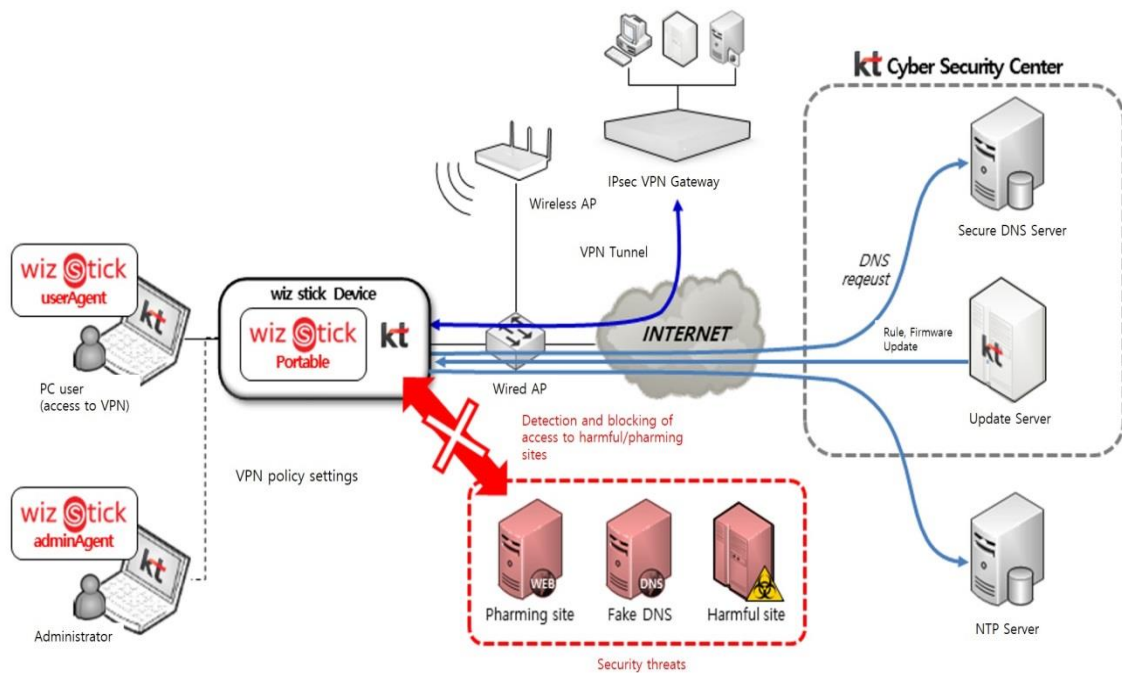 kt Cyber Security Center
IPsec VPN Gateway
Wireless AP
VPN Tunnel
Secure DNS Server
DNS
reqeust
wiz stick
userAgent
kt
PC user
(access to VPN)
wiz stick Device
wiz stick
Portable
kt
INTERNET
Wired AP
Rule, Firmware
Update
kt
Update Server
Detection and blocking of
access to harmful/pharming
sites
VPN policy settings
wiz stick
adminAgent
kt
Administrator
WEB
DNS
Pharming site
Fake DNS
Harmful site
Security threats
NTP Server